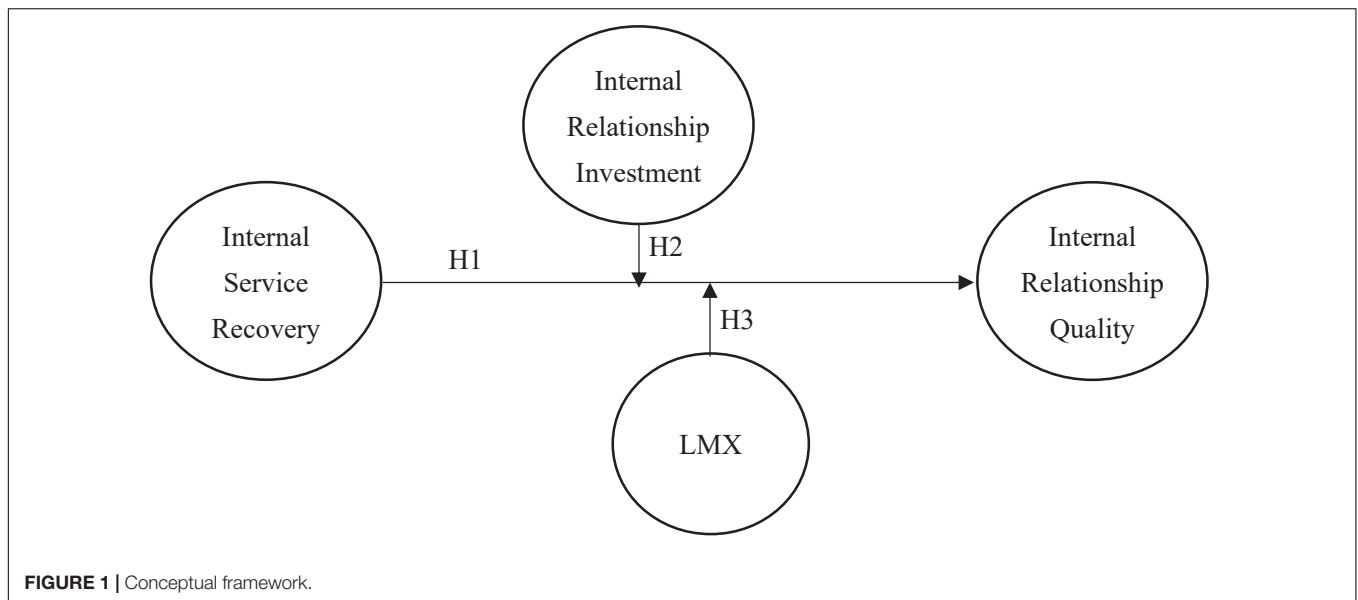 Internal
Relationship
Investment
Internal
Service
Recovery
H1
H2
Internal
Relationship
Quality
H3
LMX
FIGURE 1 | Conceptual framework.